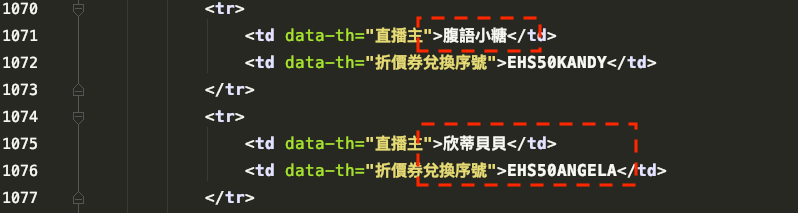 1070 <tr>
1071 <td data-th="直播主">腹語小糖</td>
1072 <td data-th="折價券兌換序號">EHS50KANDY</td>
1073 </tr>
1074 <tr>
1075 <td data-th="直播主">欣蒂貝貝</td>
1076 <td data-th="折價券兌換序號">EHS50ANGELA</td>
1077 </tr>